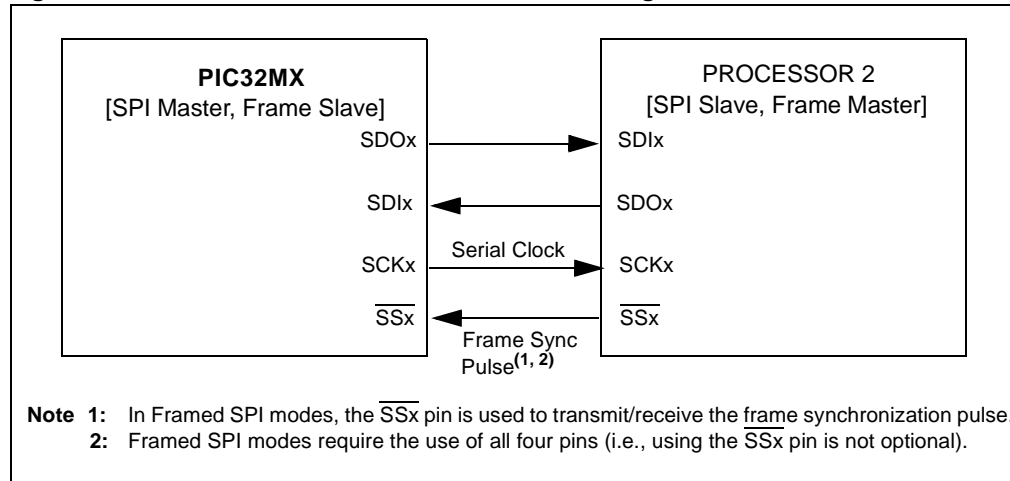 PIC32MX
[SPI Master, Frame Slave]
PROCESSOR 2
[SPI Slave, Frame Master]
SDOx
SDIx
SDIx
SDOx
Serial Clock
SCKx
SCKx
SSx
SSx
Frame Sync
Pulse(1, 2)
Note 1: In Framed SPI modes, the SSx pin is used to transmit/receive the frame synchronization pulse.
2: Framed SPI modes require the use of all four pins (i.e., using the SSx pin is not optional).